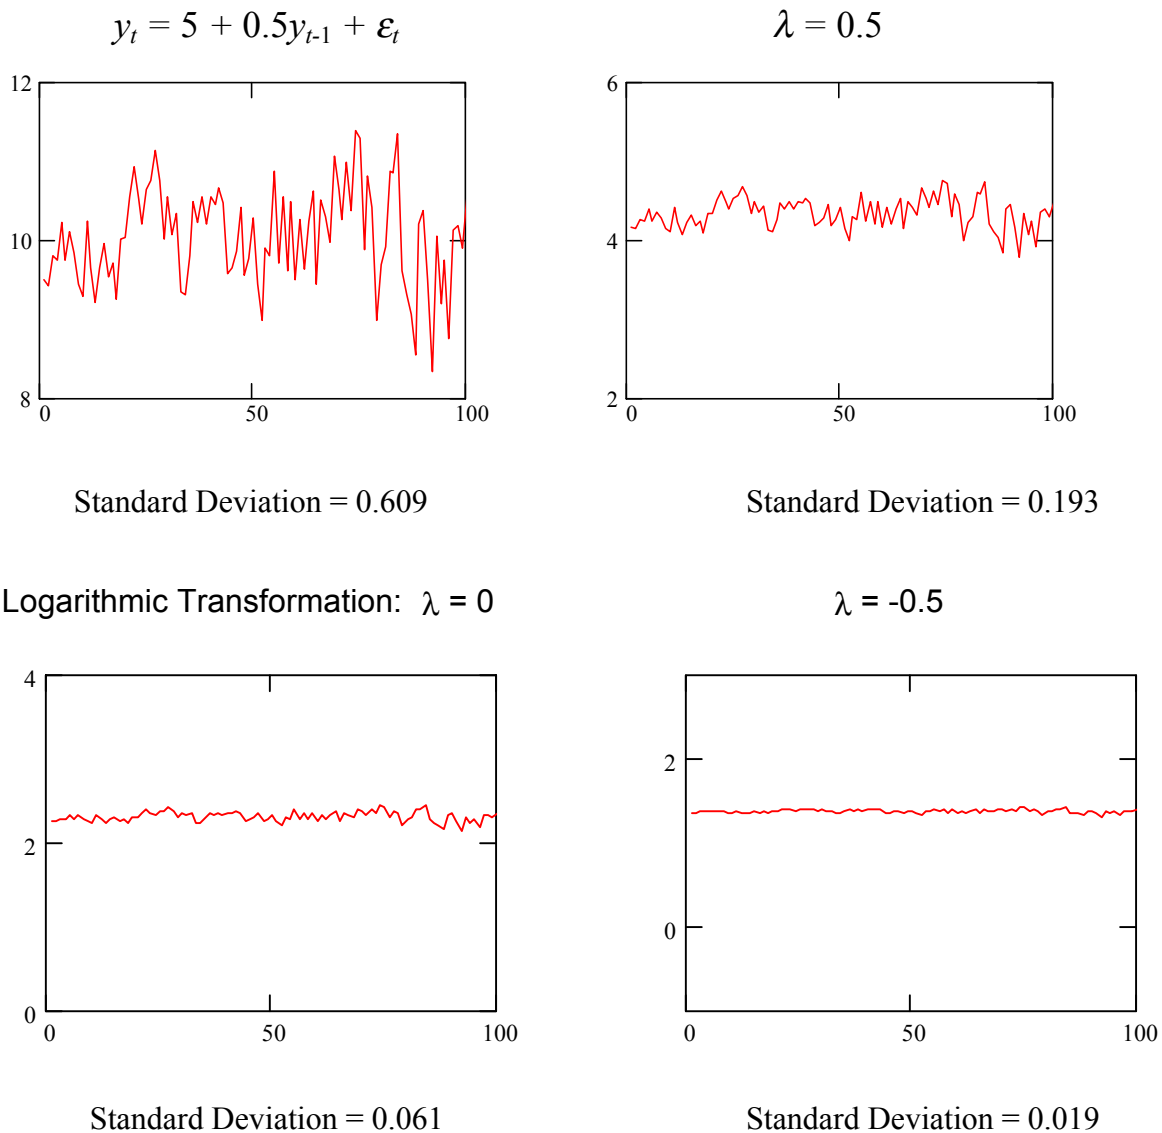 yt = 5 + 0.5yt-1 + εt
λ = 0.5
12
10
8
0
50
100
6
4
2
0
50
100
Standard Deviation = 0.609
Standard Deviation = 0.193
Logarithmic Transformation: λ = 0
λ = -0.5
4
2
0
0
50
100
2
0
0
50
100
Standard Deviation = 0.061
Standard Deviation = 0.019